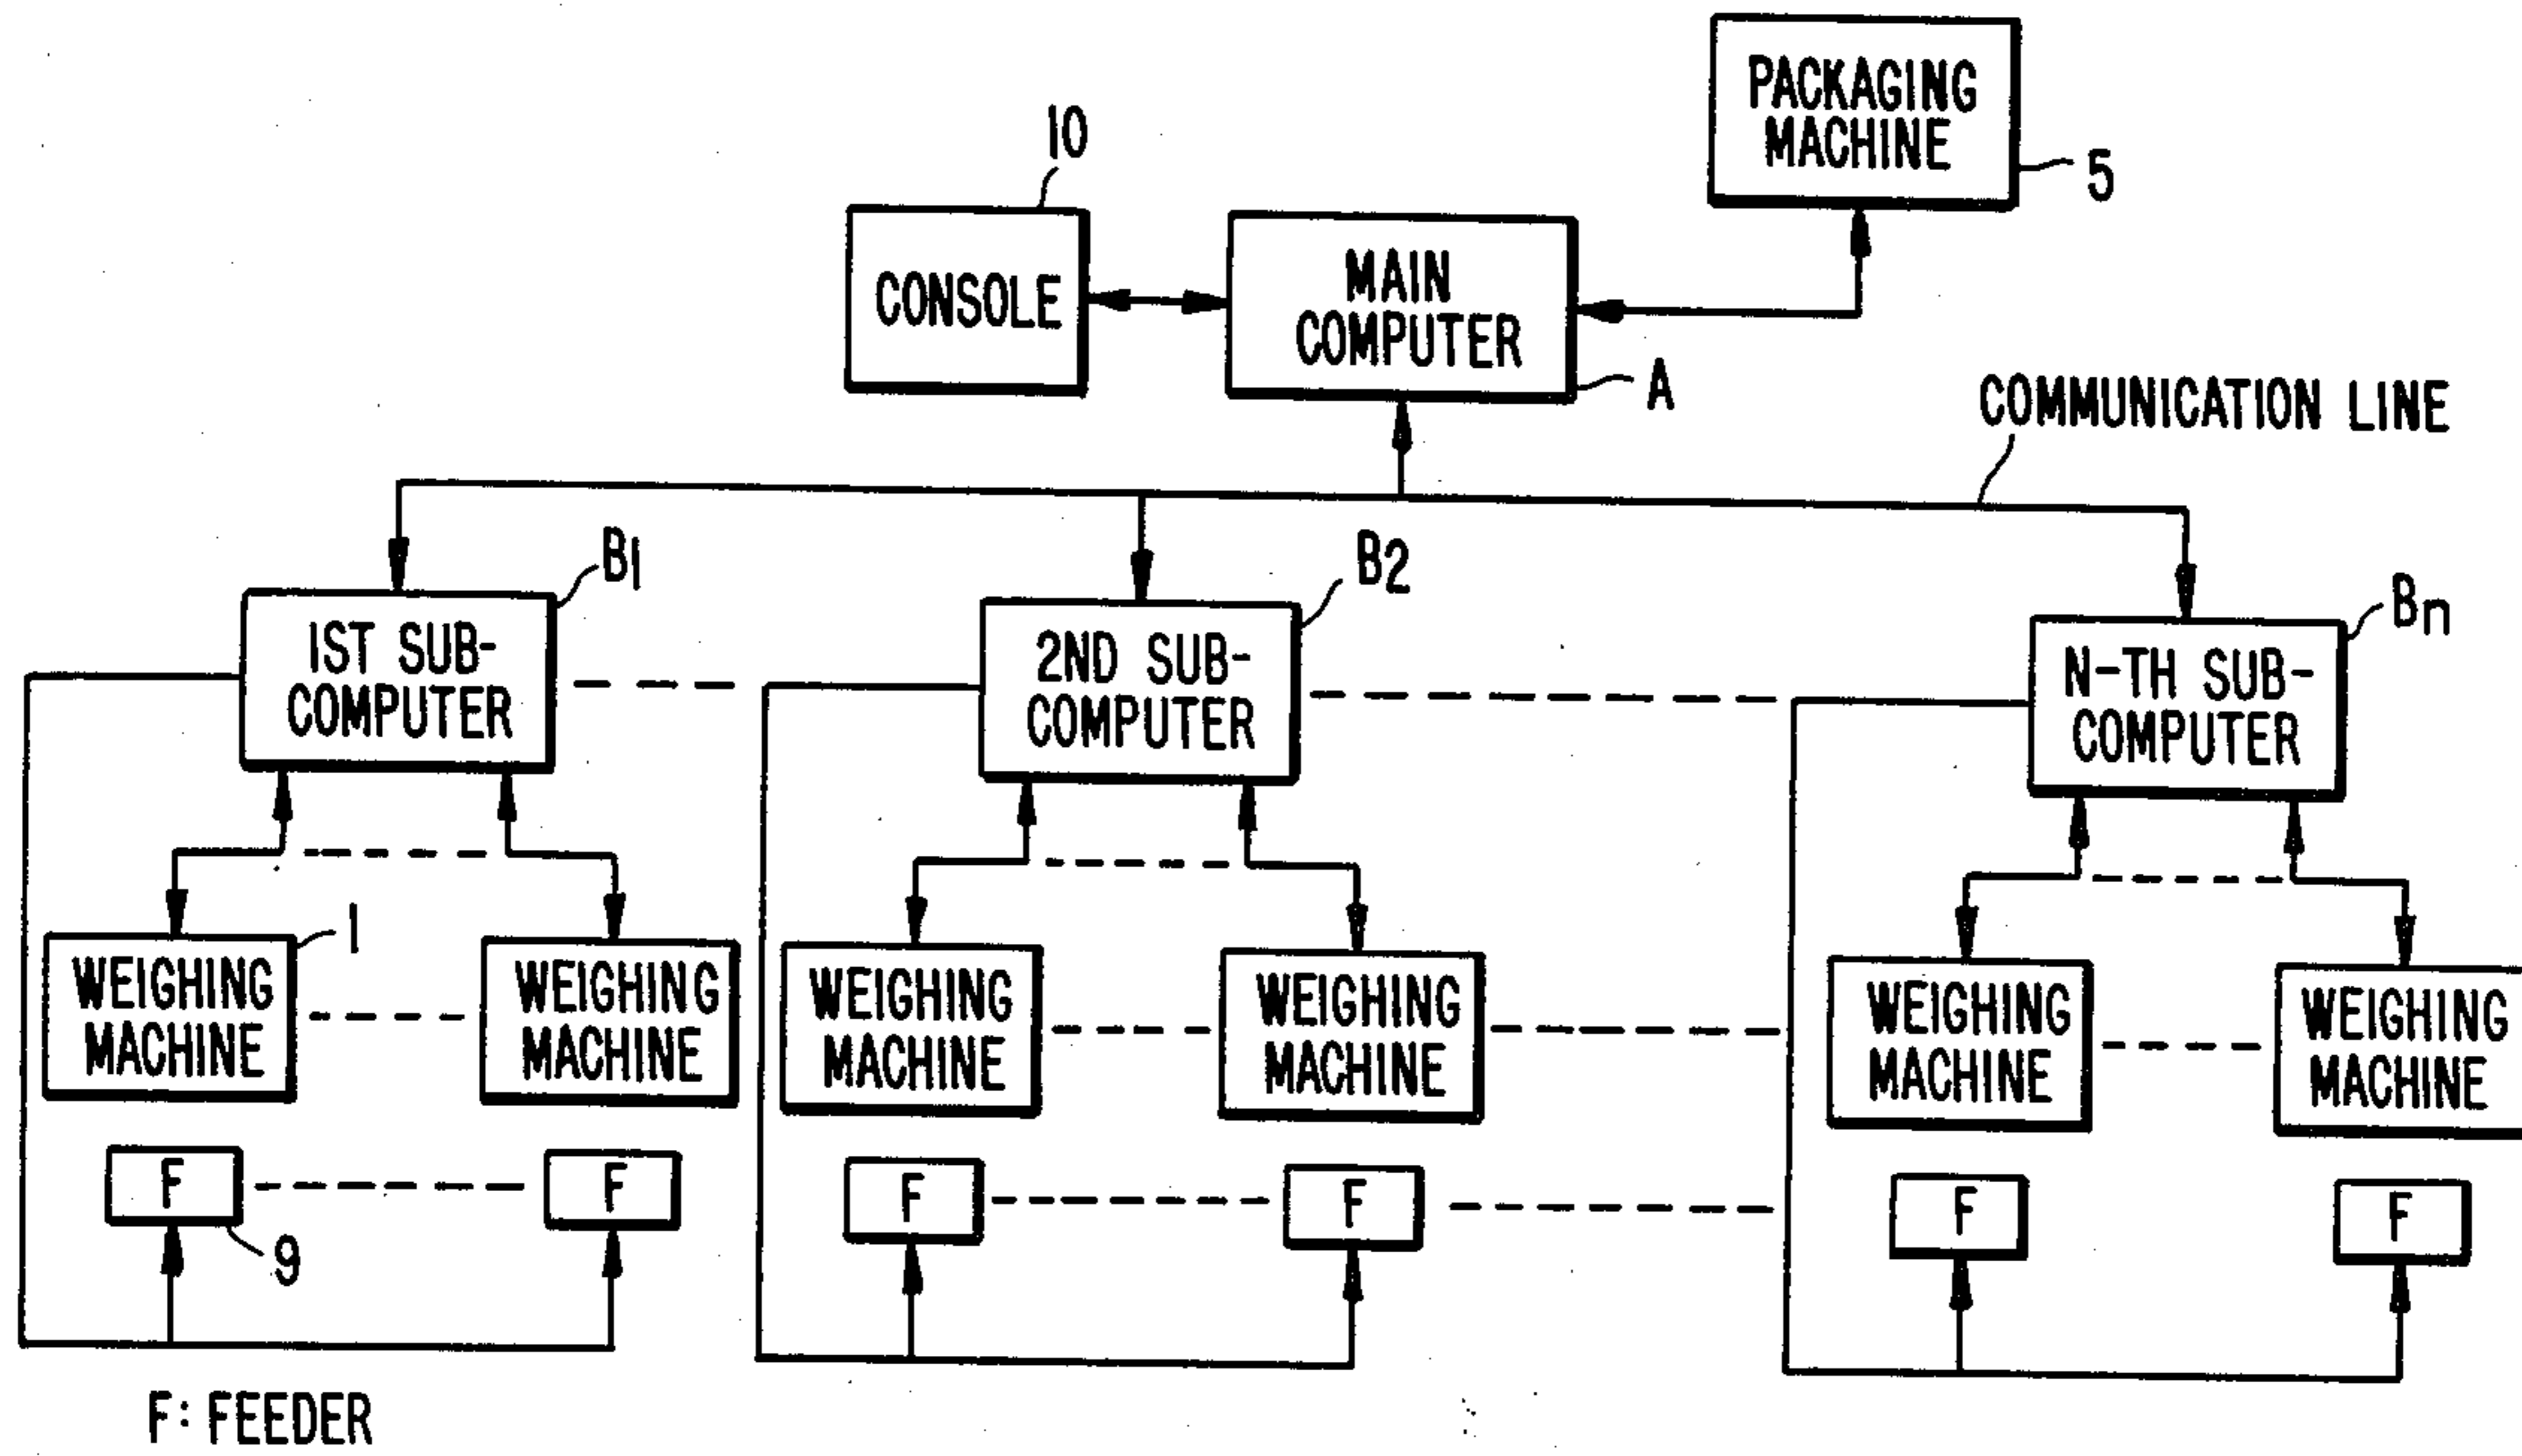 PACKAGING
MACHINE
5
10
CONSOLE
MAIN
COMPUTER
A
COMMUNICATION LINE
B1
B2
Bn
1ST SUB-
COMPUTER
2ND SUB-
COMPUTER
N-TH SUB-
COMPUTER
1
WEIGHING
MACHINE
WEIGHING
MACHINE
WEIGHING
MACHINE
WEIGHING
MACHINE
WEIGHING
MACHINE
WEIGHING
MACHINE
F
F
F
F
F
F
9
F: FEEDER